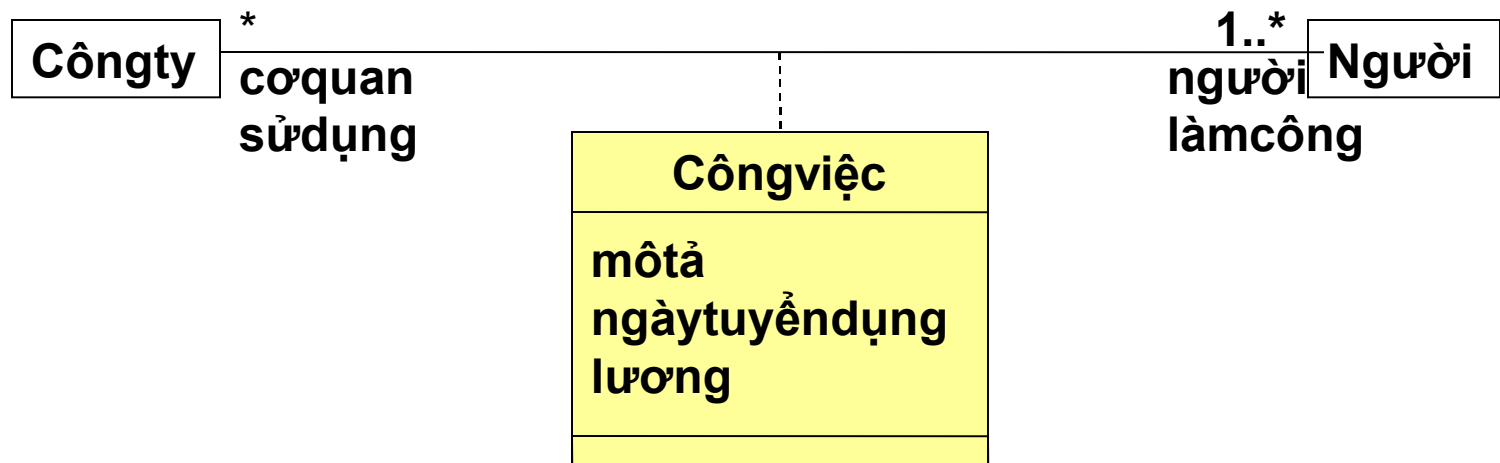 *
1..*
Côngty
Người
cơquan
sửdụng
người
làmcông
Côngviệc
môtả
ngàytuyểndụng
lương